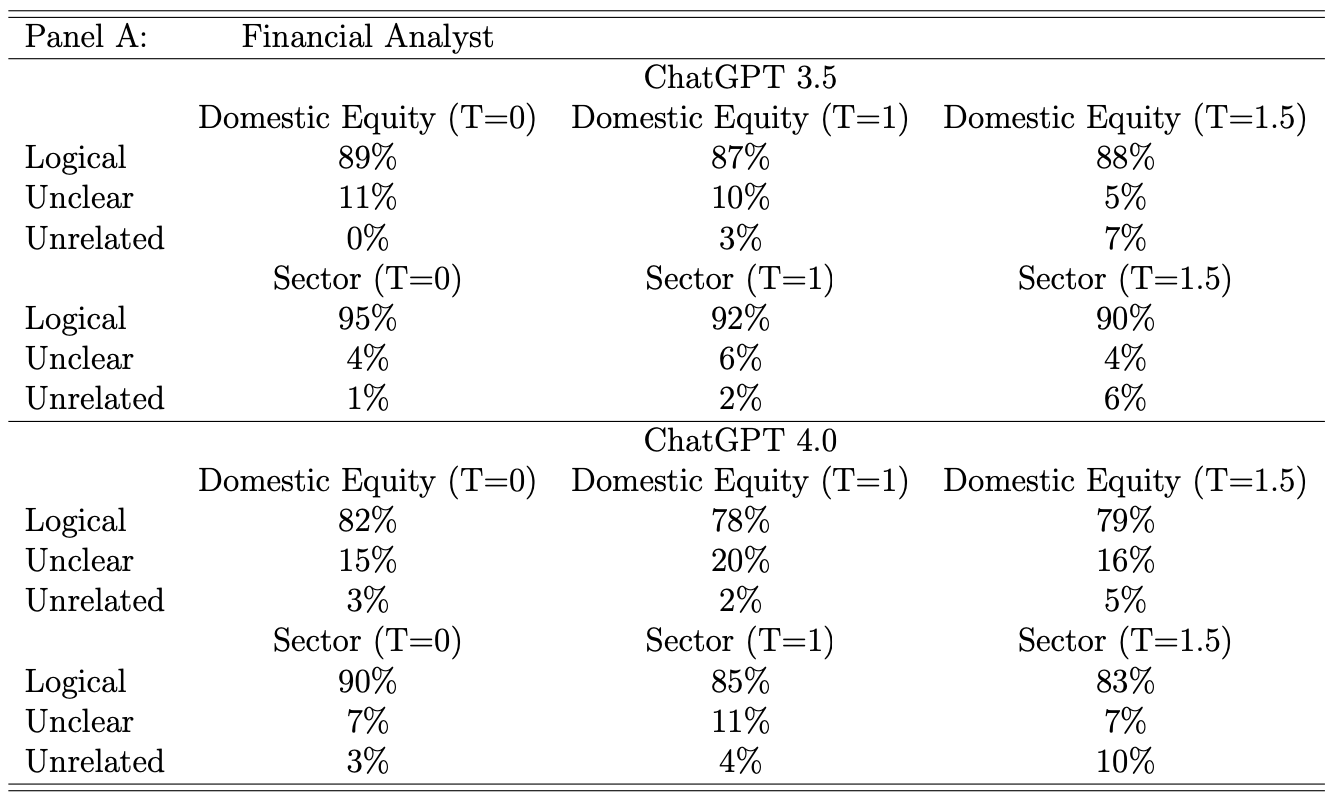 Panel A: Financial Analyst
ChatGPT 3.5
Domestic Equity (T=0) Domestic Equity (T=1) Domestic Equity (T=1.5)
Logical 89% 87% 88%
Unclear 11% 10% 5%
Unrelated 0% 3% 7%
Sector (T=0) Sector (T=1) Sector (T=1.5)
Logical 95% 92% 90%
Unclear 4% 6% 4%
Unrelated 1% 2% 6%
ChatGPT 4.0
Domestic Equity (T=0) Domestic Equity (T=1) Domestic Equity (T=1.5)
Logical 82% 78% 79%
Unclear 15% 20% 16%
Unrelated 3% 2% 5%
Sector (T=0) Sector (T=1) Sector (T=1.5)
Logical 90% 85% 83%
Unclear 7% 11% 7%
Unrelated 3% 4% 10%